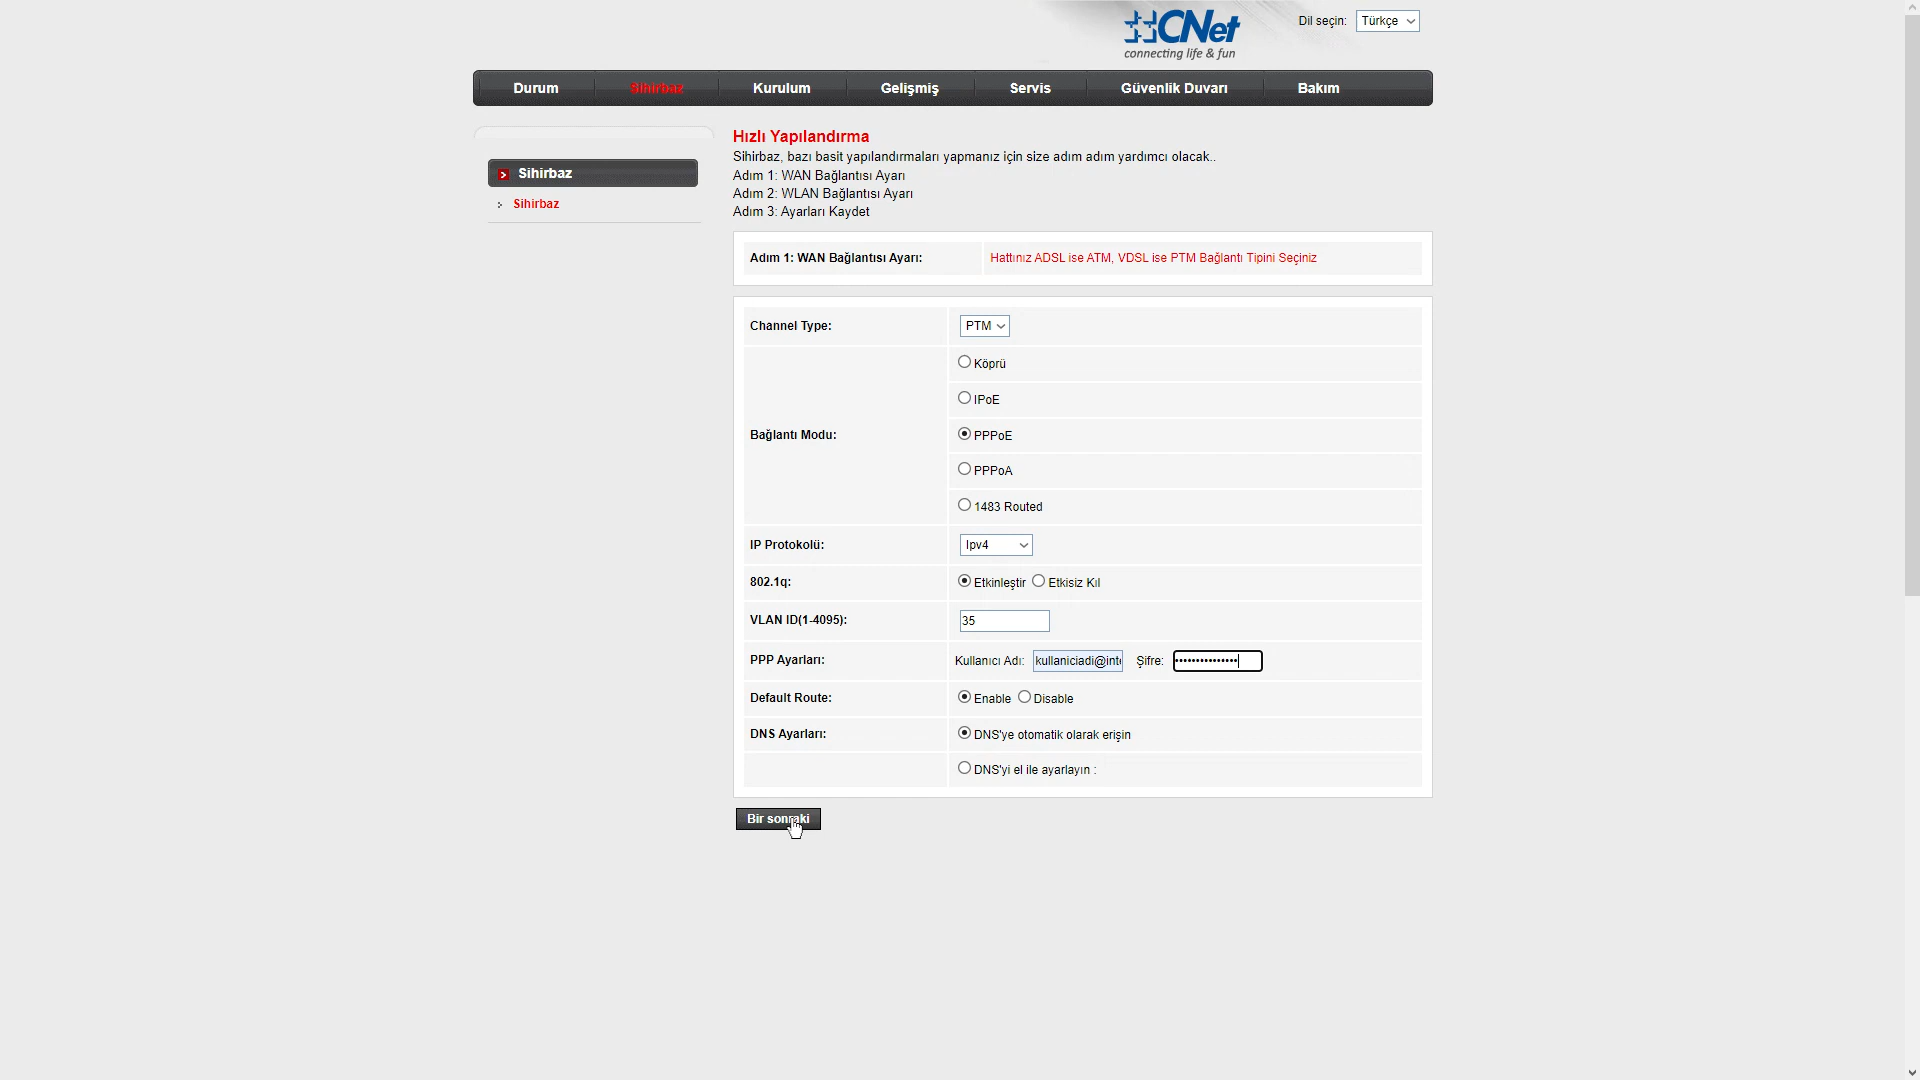 CNet
connecting life & fun
Dil seçin: Türkçe
Durum Sihirbaz Kurulum Gelişmiş Servis Güvenlik Duvarı Bakım
Sihirbaz
Sihirbaz
Hızlı Yapılandırma
Sihirbaz, bazı basit yapılandırmaları yapmanız için size adım adım yardımcı olacak..
Adım 1: WAN Bağlantısı Ayarı
Adım 2: WLAN Bağlantısı Ayarı
Adım 3: Ayarları Kaydet
Adım 1: WAN Bağlantısı Ayarı: Hattınız ADSL ise ATM, VDSL ise PTM Bağlantı Tipini Seçiniz
Channel Type: PTM
Köprü
IPoE
Bağlantı Modu: PPPoE
PPPoA
1483 Routed
IP Protokolü: Ipv4
802.1q: Etkinleştir Etkisiz Kıl
VLAN ID(1-4095): 35
PPP Ayarları: Kullanıcı Adı: kullaniciadi@int Şifre: •••••••••••••••
Default Route: Enable Disable
DNS Ayarları: DNS'ye otomatik olarak erişin
DNS'yi el ile ayarlayın :
Bir sonraki